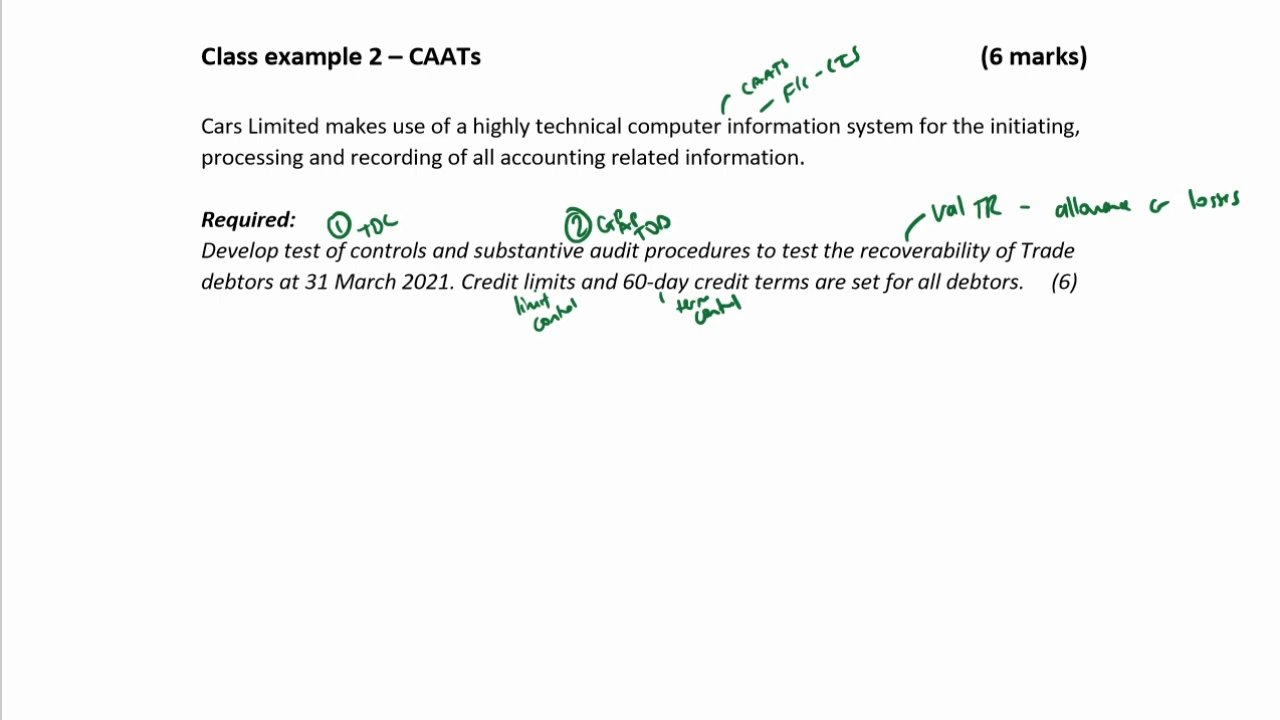 Class example 2 – CAATs (6 marks)
CAATs
Cars Limited makes use of a highly technical computer information system for the initiating,
processing and recording of all accounting related information.
val TR - allowance losses
Required: ① TOC ②
Develop test of controls and substantive audit procedures to test the recoverability of Trade
debtors at 31 March 2021. Credit limits and 60-day credit terms are set for all debtors. (6)
limit term
control control